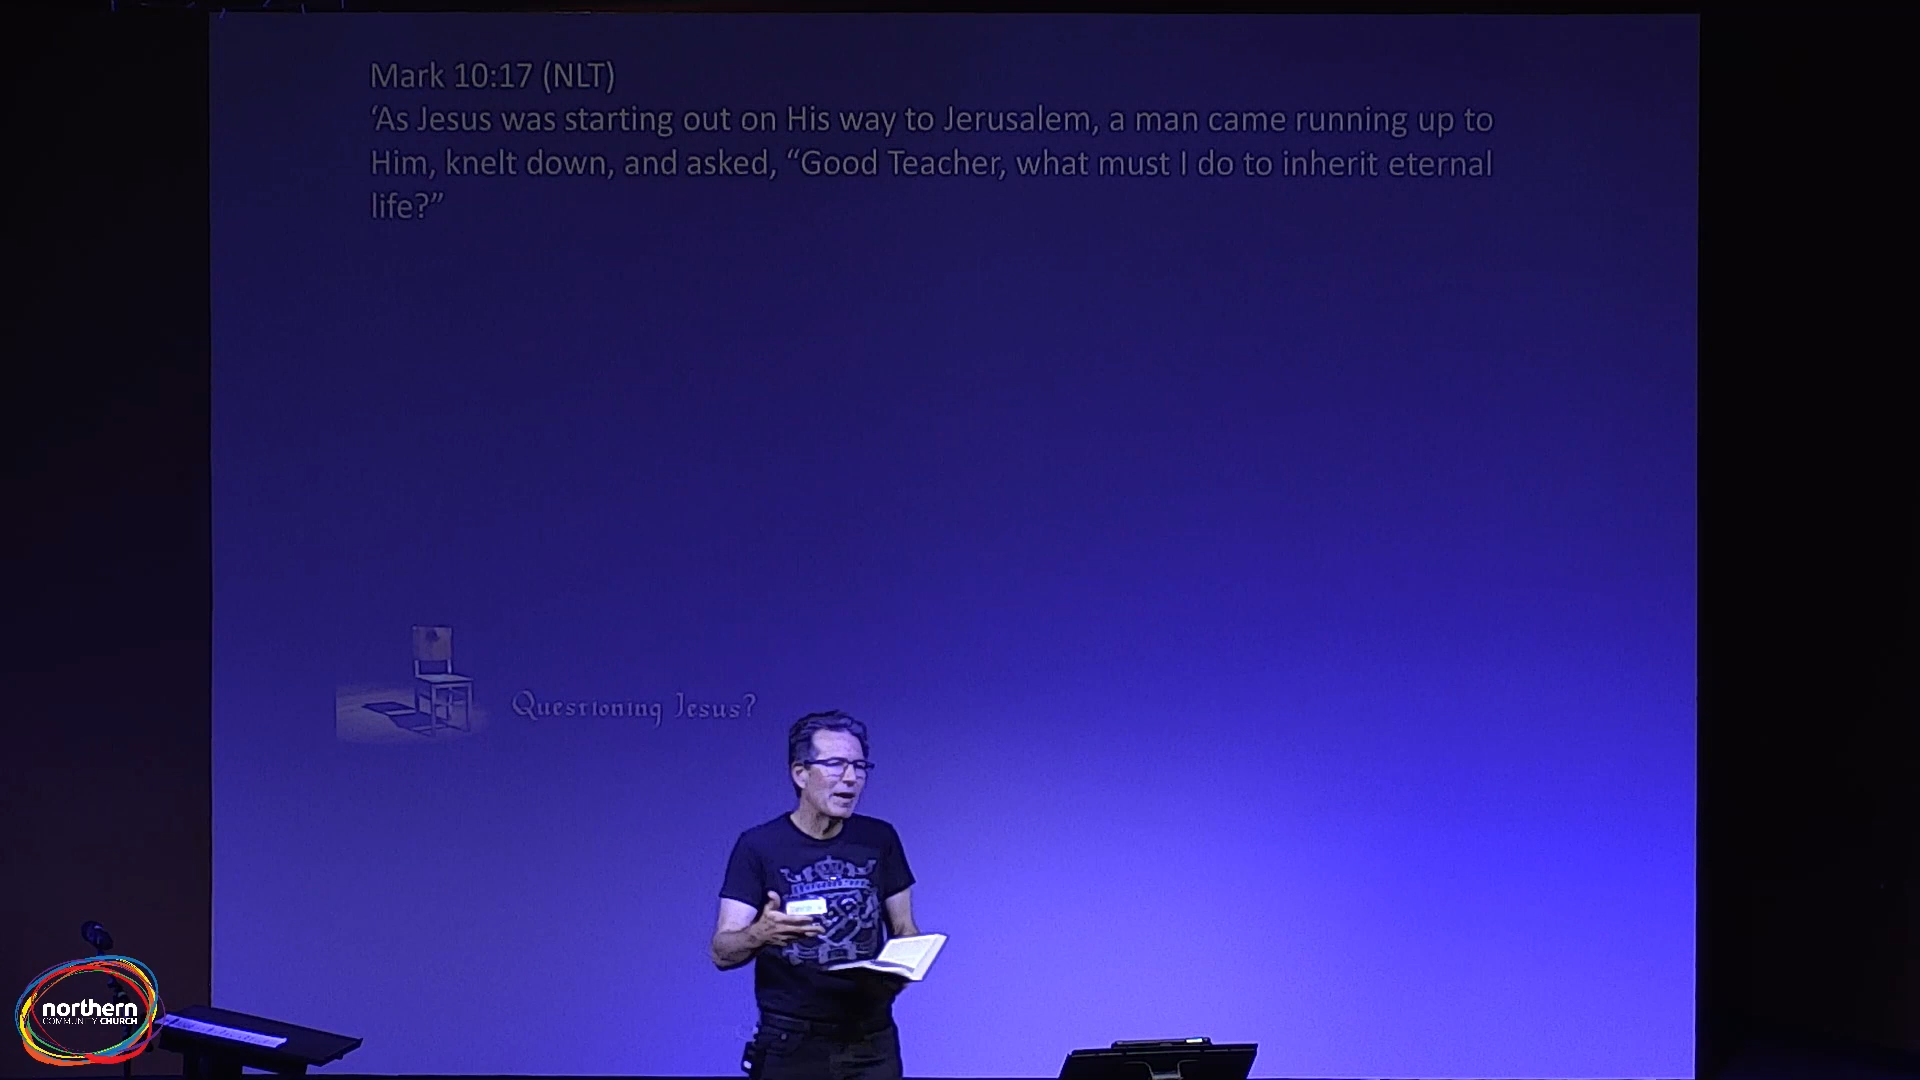 Mark 10:17 (NLT)
‘As Jesus was starting out on His way to Jerusalem, a man came running up to
Him, knelt down, and asked, “Good Teacher, what must I do to inherit eternal
life?”
Questioning Jesus?
northern
COMMUNITY CHURCH